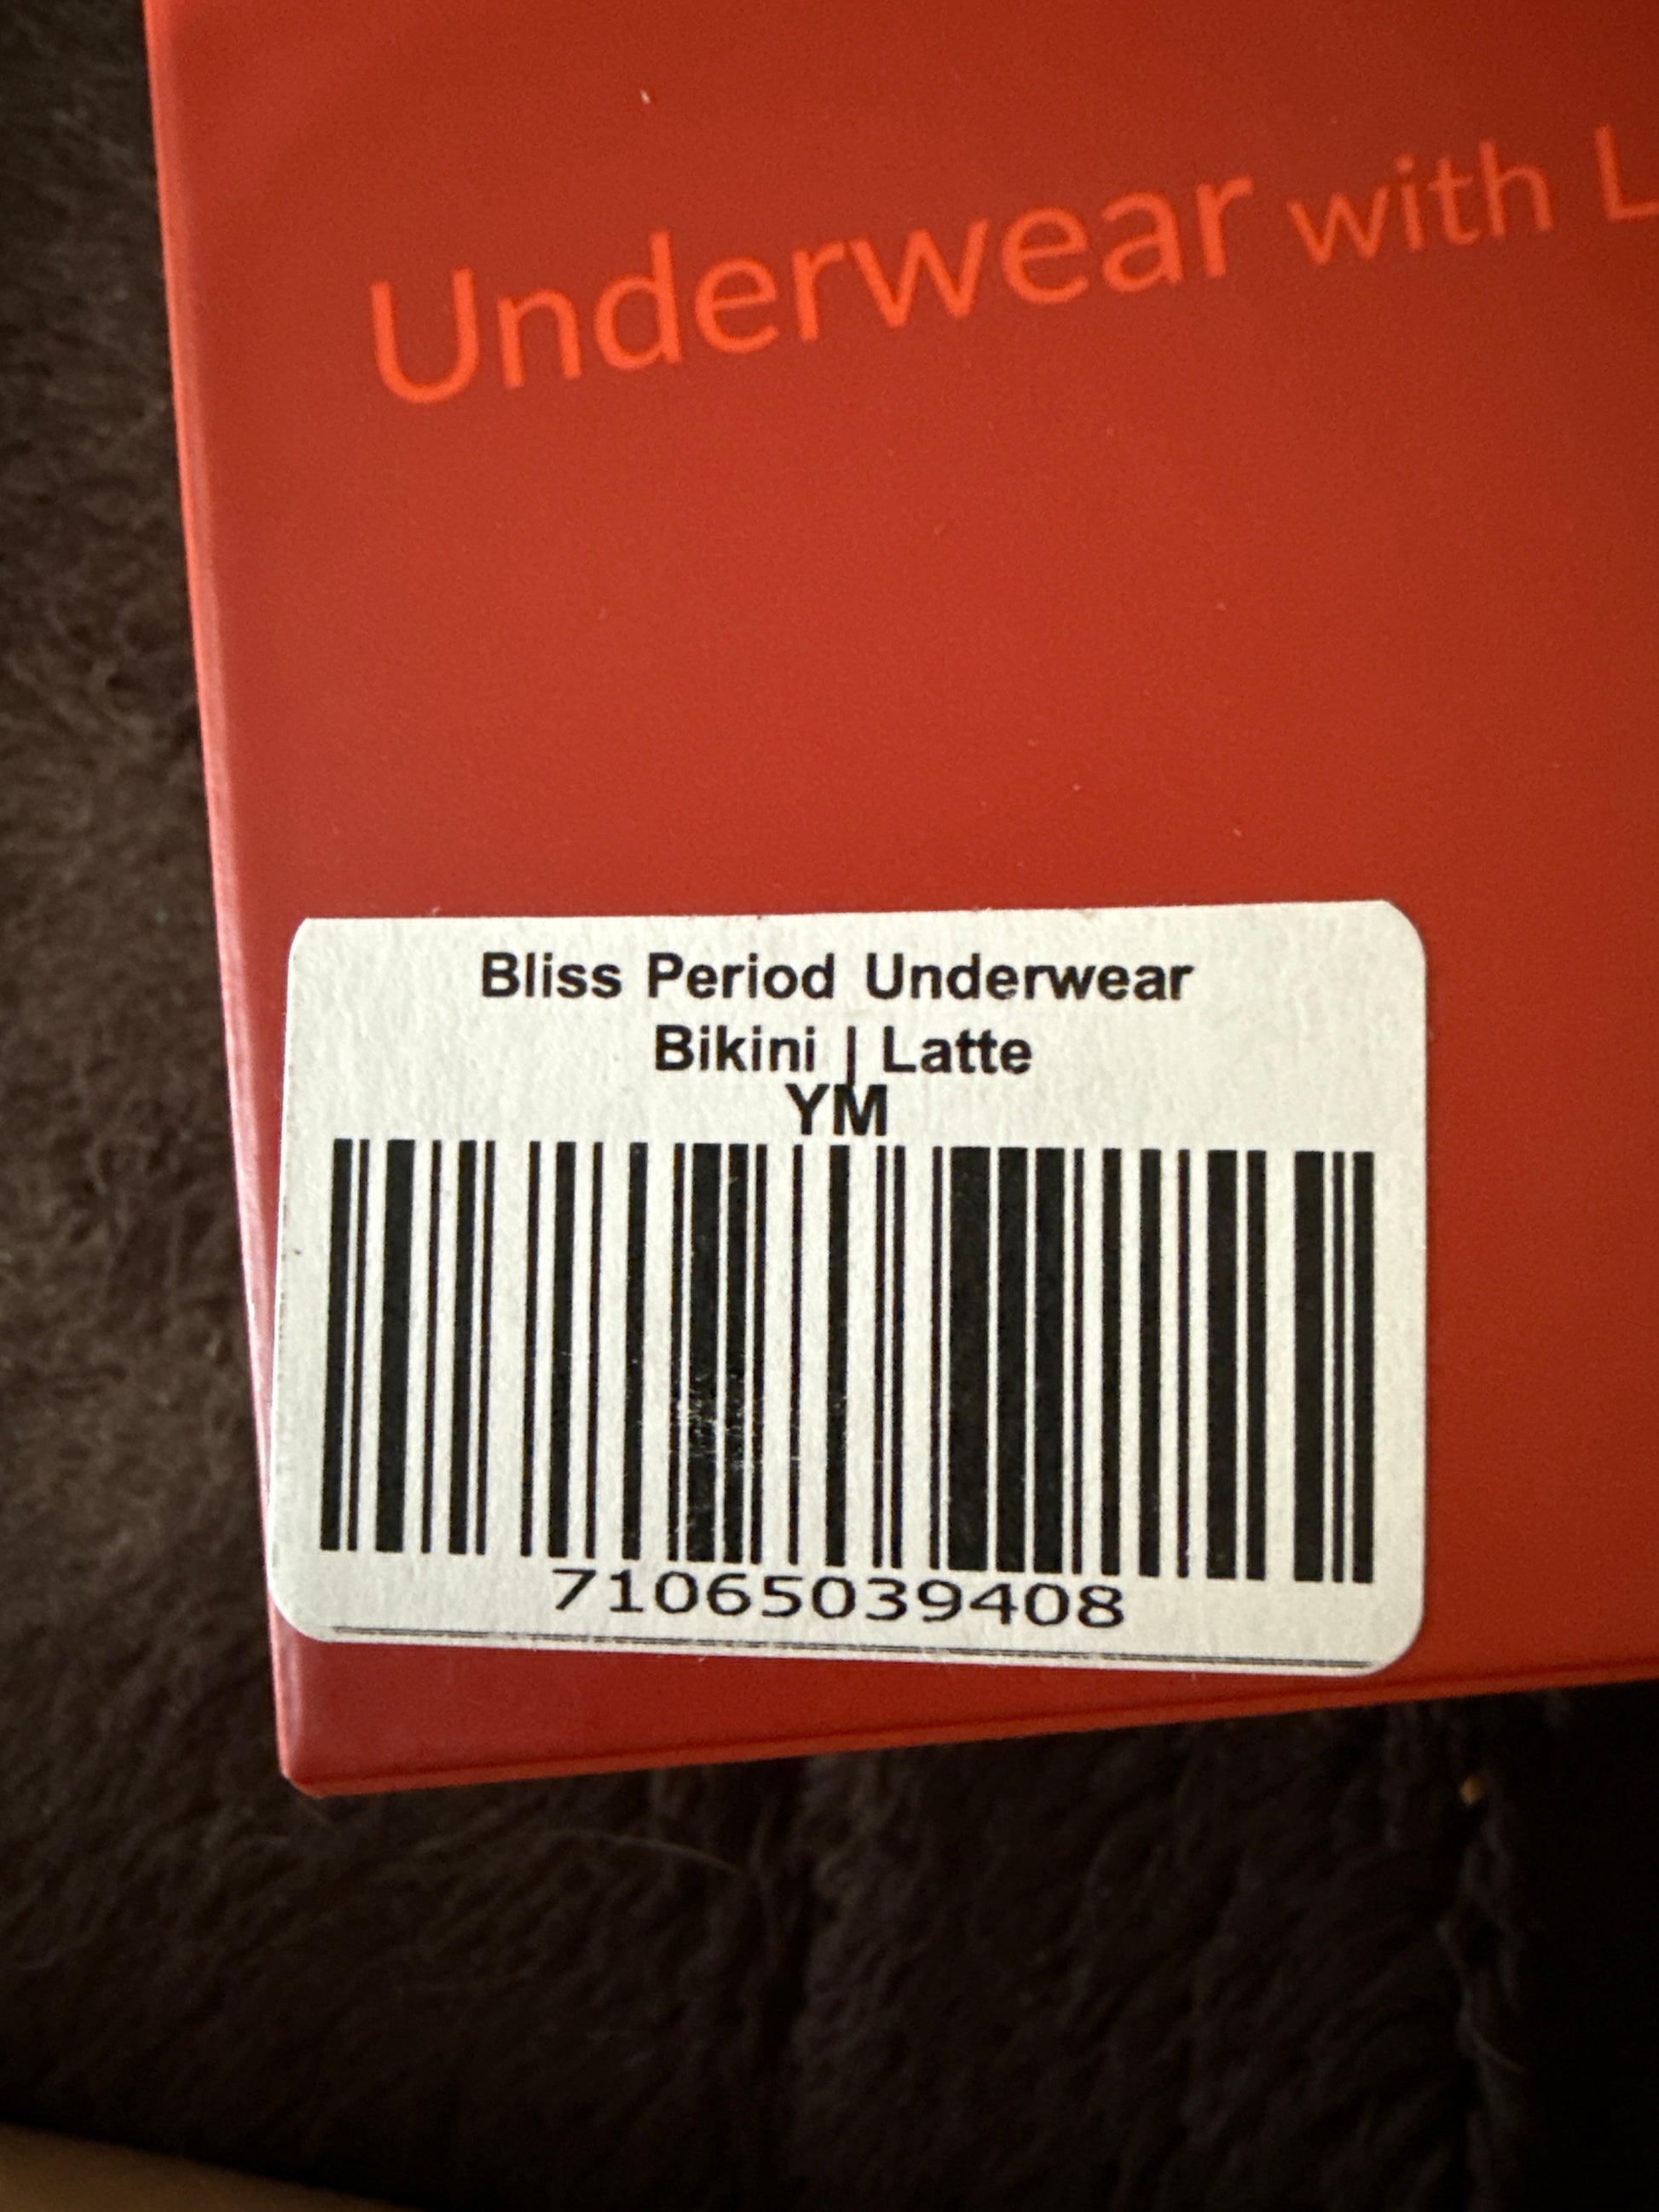 Underwear with L
Bliss Period Underwear
Bikini | Latte
YM
71065039408